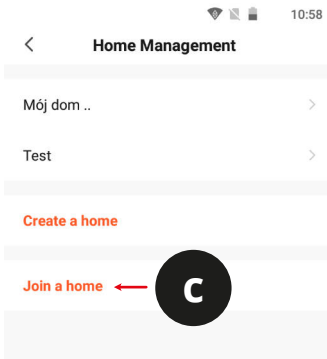 10:58
Home Management
Mój dom ..
Test
Create a home
Join a home C